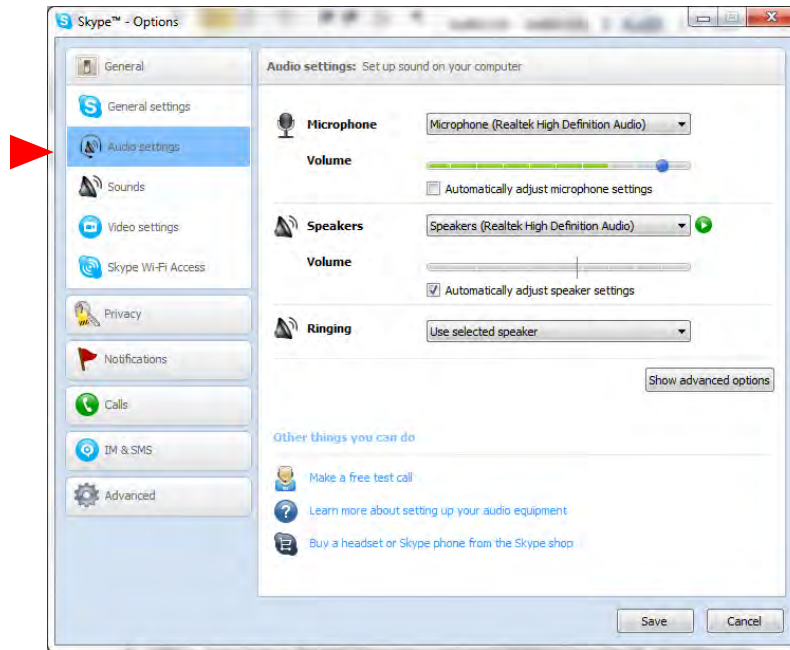 Skype™ - Options
General
General settings
Audio settings
Sounds
Video settings
Skype Wi-Fi Access
Privacy
Notifications
Calls
IM & SMS
Advanced
Audio settings: Set up sound on your computer
Microphone Microphone (Realtek High Definition Audio)
Volume
Automatically adjust microphone settings
Speakers Speakers (Realtek High Definition Audio)
Volume
Automatically adjust speaker settings
Ringing Use selected speaker
Show advanced options
Other things you can do
Make a free test call
Learn more about setting up your audio equipment
Buy a headset or Skype phone from the Skype shop
Save Cancel